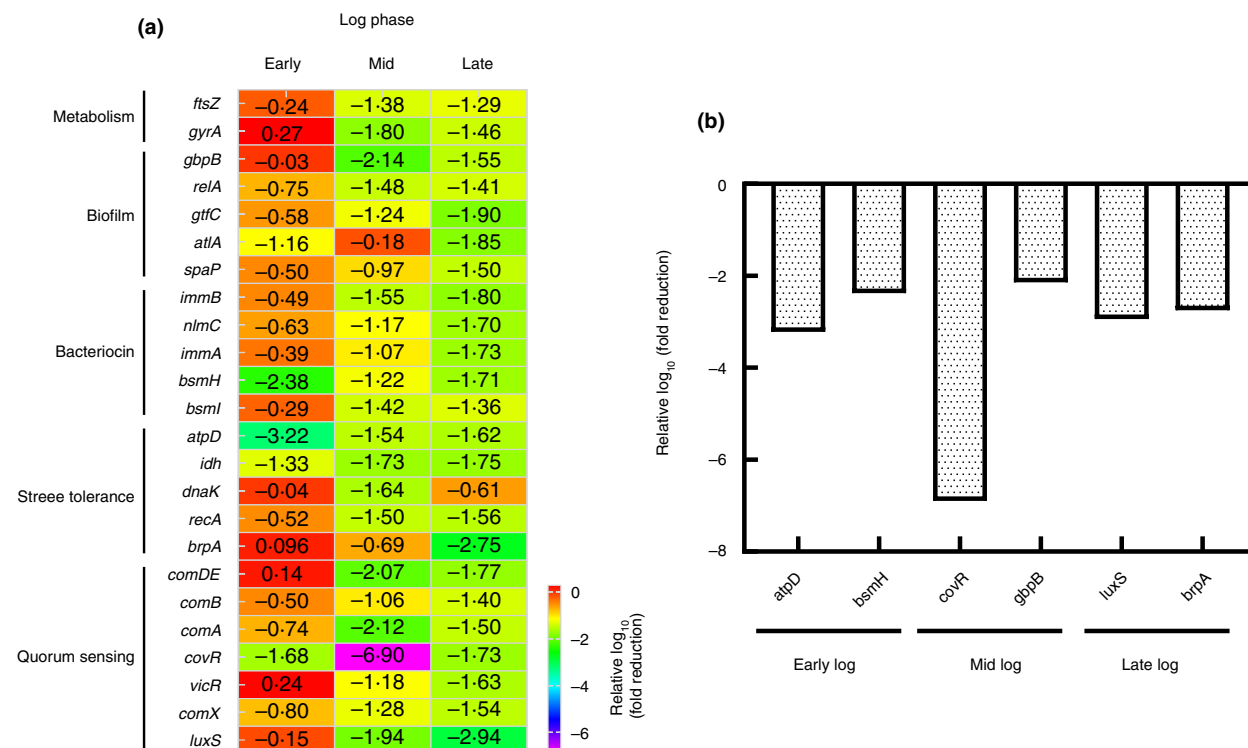 (a)
Log phase
Early Mid Late
Metabolism
ftsZ −0·24 −1·38 −1·29
gyrA 0·27 −1·80 −1·46
Biofilm
gbpB −0·03 −2·14 −1·55
relA −0·75 −1·48 −1·41
gtfC −0·58 −1·24 −1·90
atlA −1·16 −0·18 −1·85
spaP −0·50 −0·97 −1·50
Bacteriocin
immB −0·49 −1·55 −1·80
nlmC −0·63 −1·17 −1·70
immA −0·39 −1·07 −1·73
bsmH −2·38 −1·22 −1·71
bsmI −0·29 −1·42 −1·36
Streee tolerance
atpD −3·22 −1·54 −1·62
idh −1·33 −1·73 −1·75
dnaK −0·04 −1·64 −0·61
recA −0·52 −1·50 −1·56
brpA 0·096 −0·69 −2·75
Quorum sensing
comDE 0·14 −2·07 −1·77
comB −0·50 −1·06 −1·40
comA −0·74 −2·12 −1·50
covR −1·68 −6·90 −1·73
vicR 0·24 −1·18 −1·63
comX −0·80 −1·28 −1·54
luxS −0·15 −1·94 −2·94
0
−2
−4
−6
Relative log10
(fold reduction)
(b)
Relative log10 (fold reduction)
0
−2
−4
−6
−8
atpD bsmH covR gbpB luxS brpA
Early log Mid log Late log